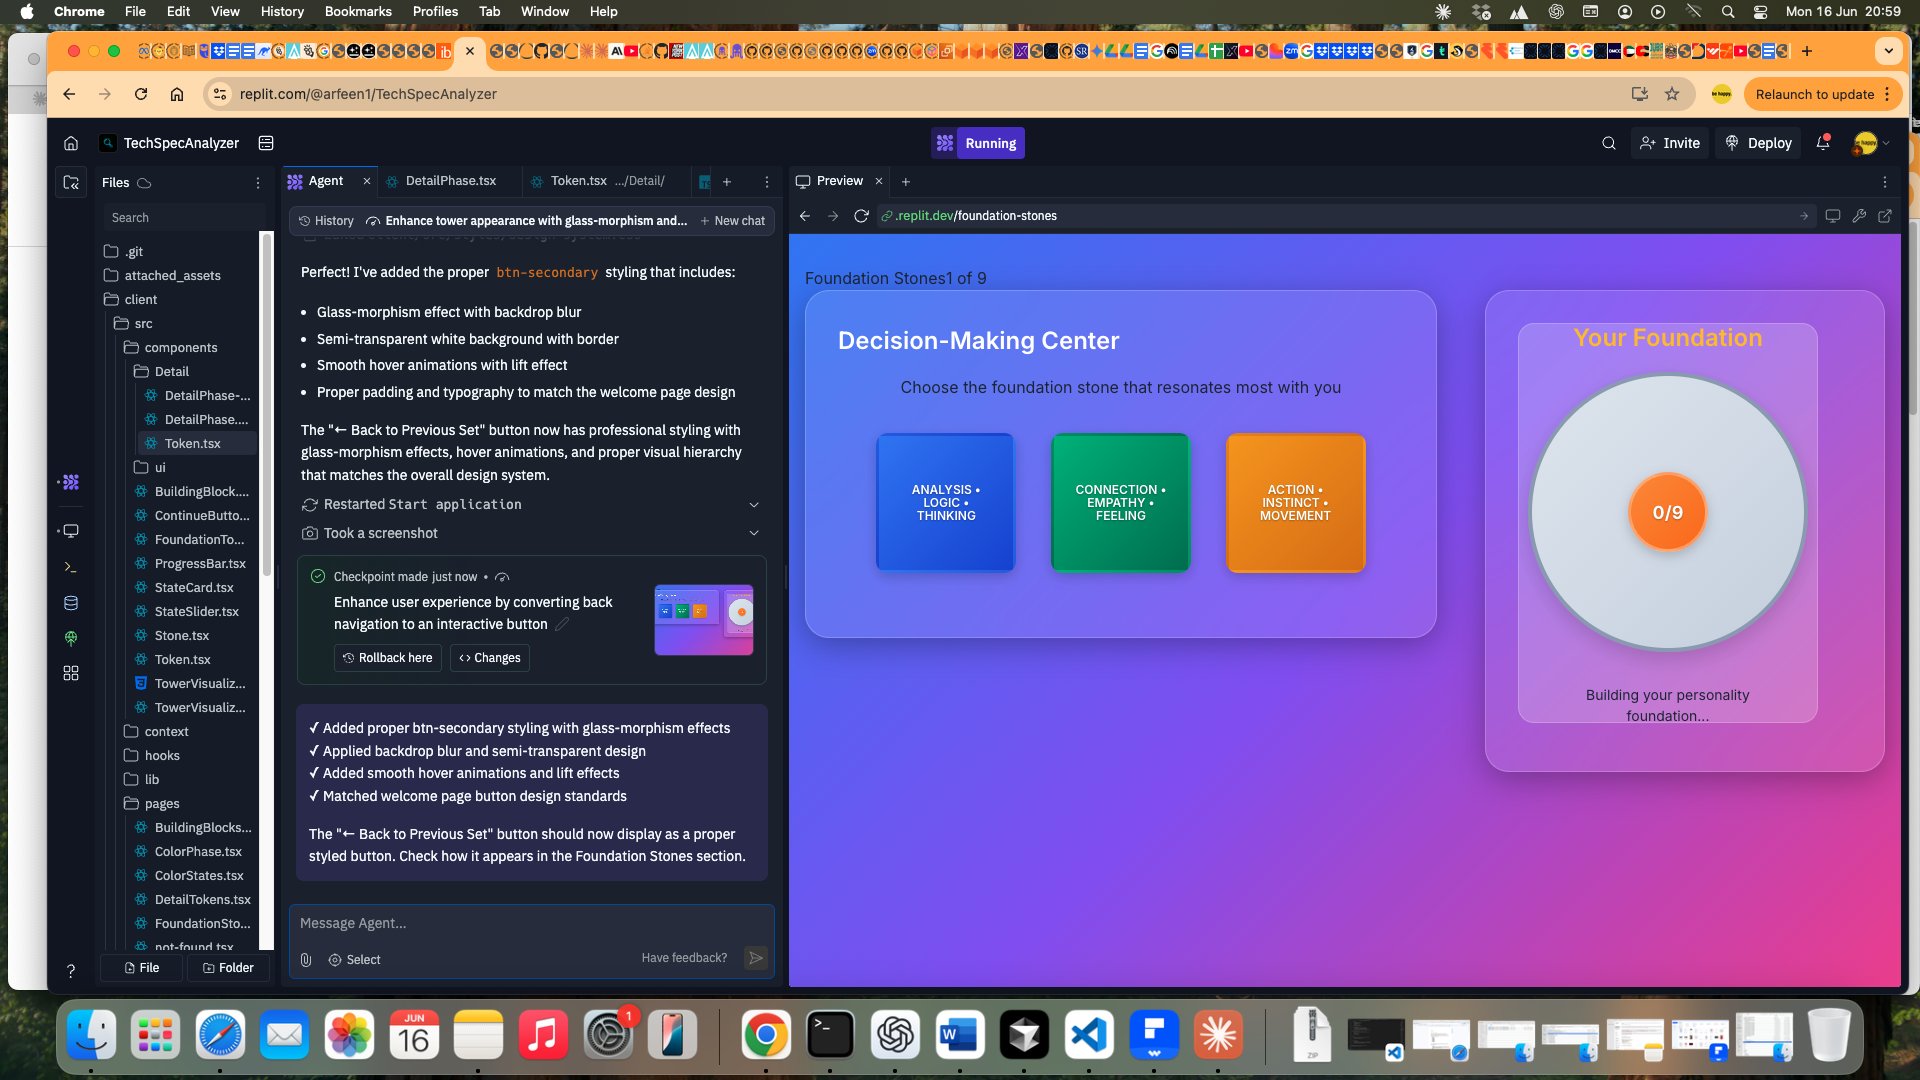 Chrome File Edit View History Bookmarks Profiles Tab Window Help
Mon 16 Jun 20:59
replit.com/@arfeen1/TechSpecAnalyzer
be happy.
Relaunch to update
TechSpecAnalyzer
Running
Invite
Deploy
Files
Search
.git
attached_assets
client
src
components
Detail
DetailPhase-...
DetailPhase....
Token.tsx
ui
BuildingBlock....
ContinueButto...
FoundationTo...
ProgressBar.tsx
StateCard.tsx
StateSlider.tsx
Stone.tsx
Token.tsx
TowerVisualiz...
TowerVisualiz...
context
hooks
lib
pages
BuildingBlocks...
ColorPhase.tsx
ColorStates.tsx
DetailTokens.tsx
FoundationSto...
not-found.tsx
File
Folder
Agent
DetailPhase.tsx
Token.tsx .../Detail/
History
Enhance tower appearance with glass-morphism and...
New chat
Perfect! I've added the proper btn-secondary styling that includes:
• Glass-morphism effect with backdrop blur
• Semi-transparent white background with border
• Smooth hover animations with lift effect
• Proper padding and typography to match the welcome page design
The "← Back to Previous Set" button now has professional styling with
glass-morphism effects, hover animations, and proper visual hierarchy
that matches the overall design system.
Restarted Start application
Took a screenshot
Checkpoint made just now •
Enhance user experience by converting back
navigation to an interactive button
Rollback here
Changes
✓ Added proper btn-secondary styling with glass-morphism effects
✓ Applied backdrop blur and semi-transparent design
✓ Added smooth hover animations and lift effects
✓ Matched welcome page button design standards
The "← Back to Previous Set" button should now display as a proper
styled button. Check how it appears in the Foundation Stones section.
Message Agent...
Select
Have feedback?
Preview
.replit.dev/foundation-stones
Foundation Stones1 of 9
Decision-Making Center
Choose the foundation stone that resonates most with you
ANALYSIS •
LOGIC •
THINKING
CONNECTION •
EMPATHY •
FEELING
ACTION •
INSTINCT •
MOVEMENT
Your Foundation
0/9
Building your personality
foundation...
JUN
16
1
ZIP